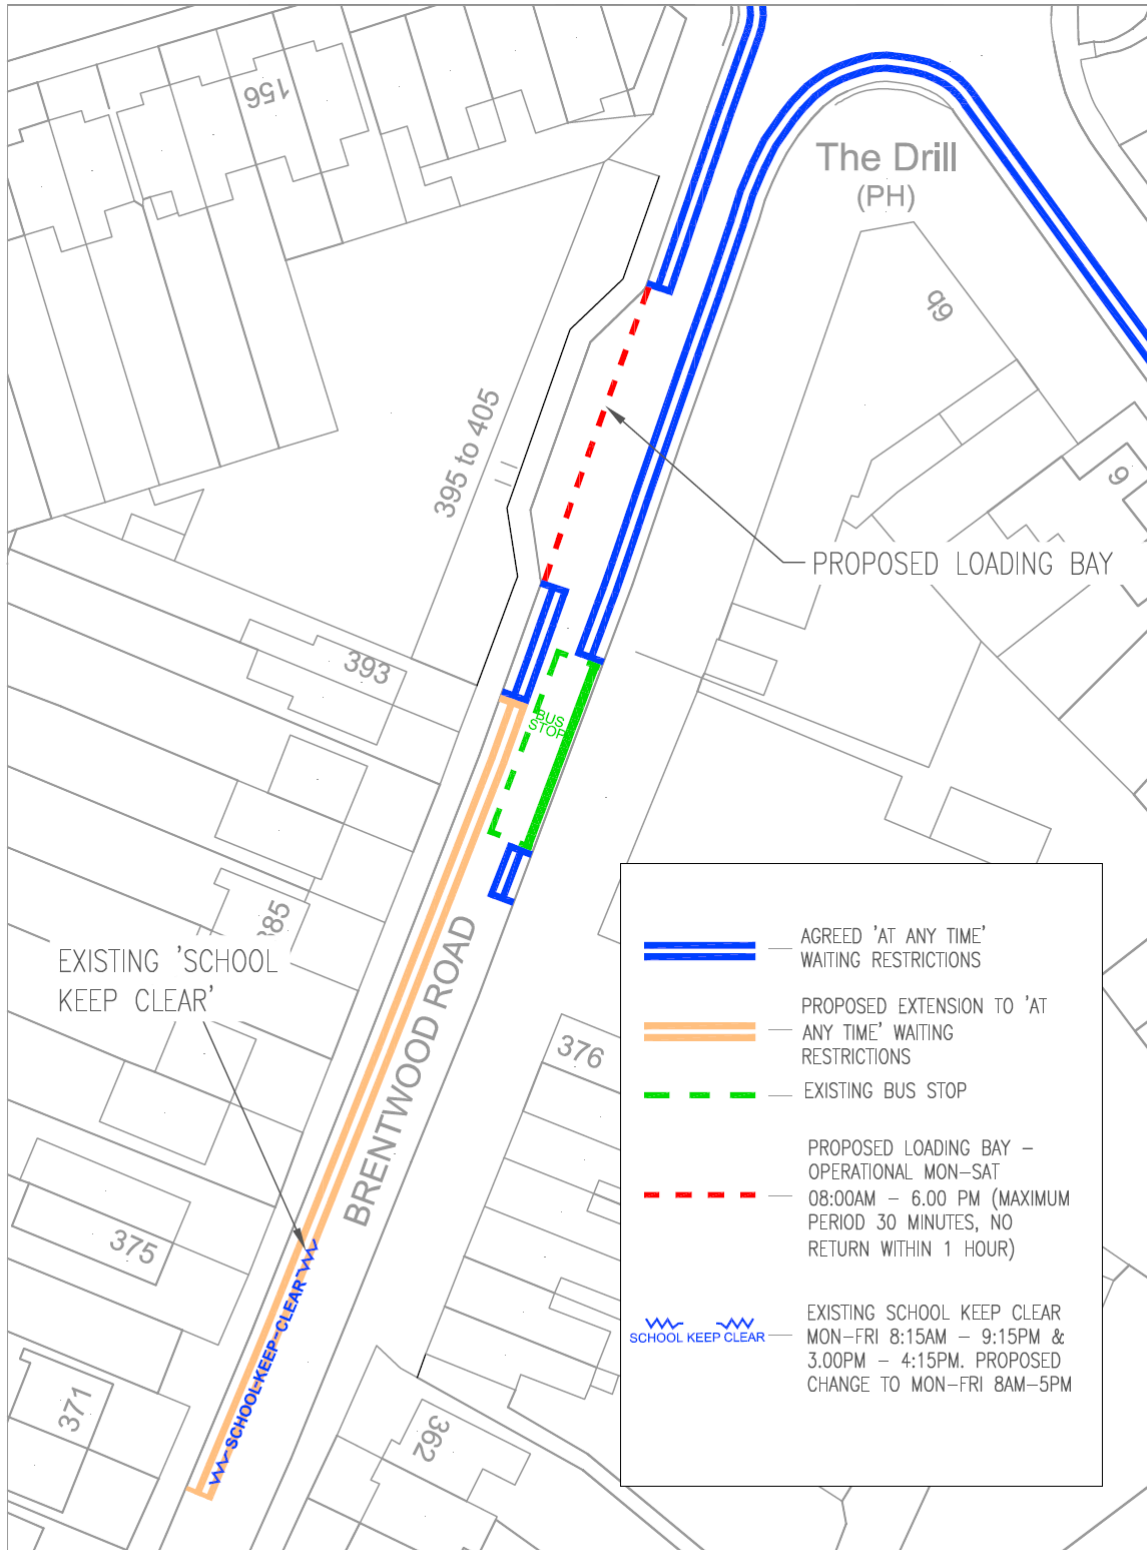 156
The Drill
(PH)
9b
9
395 to 405
PROPOSED LOADING BAY
393
BUS
STOP
385
EXISTING 'SCHOOL
KEEP CLEAR'
BRENTWOOD ROAD
376
375
SCHOOL-KEEP-CLEAR
371
362
AGREED 'AT ANY TIME'
WAITING RESTRICTIONS
PROPOSED EXTENSION TO 'AT
ANY TIME' WAITING
RESTRICTIONS
EXISTING BUS STOP
PROPOSED LOADING BAY –
OPERATIONAL MON–SAT
08:00AM – 6.00 PM (MAXIMUM
PERIOD 30 MINUTES, NO
RETURN WITHIN 1 HOUR)
SCHOOL KEEP CLEAR
EXISTING SCHOOL KEEP CLEAR
MON–FRI 8:15AM – 9:15PM &
3.00PM – 4:15PM. PROPOSED
CHANGE TO MON–FRI 8AM–5PM